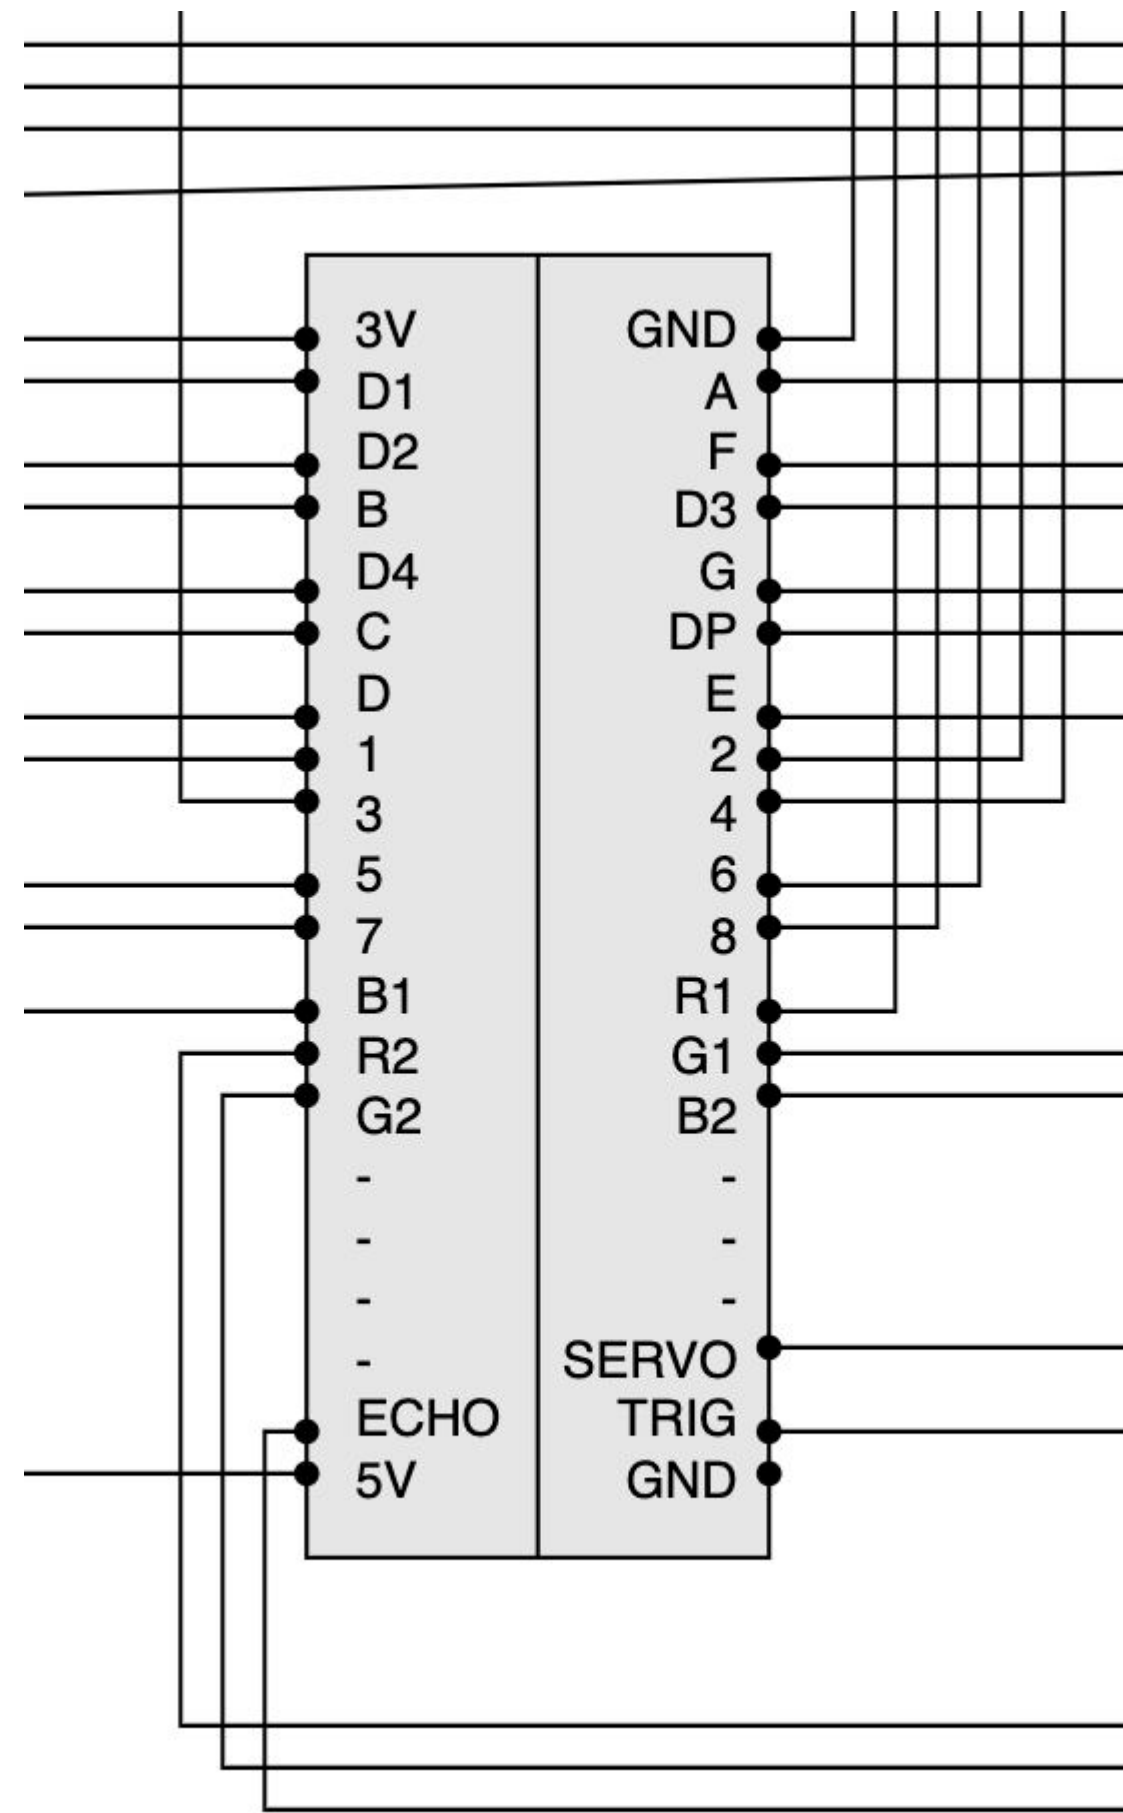 3V GND
D1 A
D2 F
B D3
D4 G
C DP
D E
1 2
3 4
5 6
7 8
B1 R1
R2 G1
G2 B2
- -
- -
- -
- SERVO
ECHO TRIG
5V GND